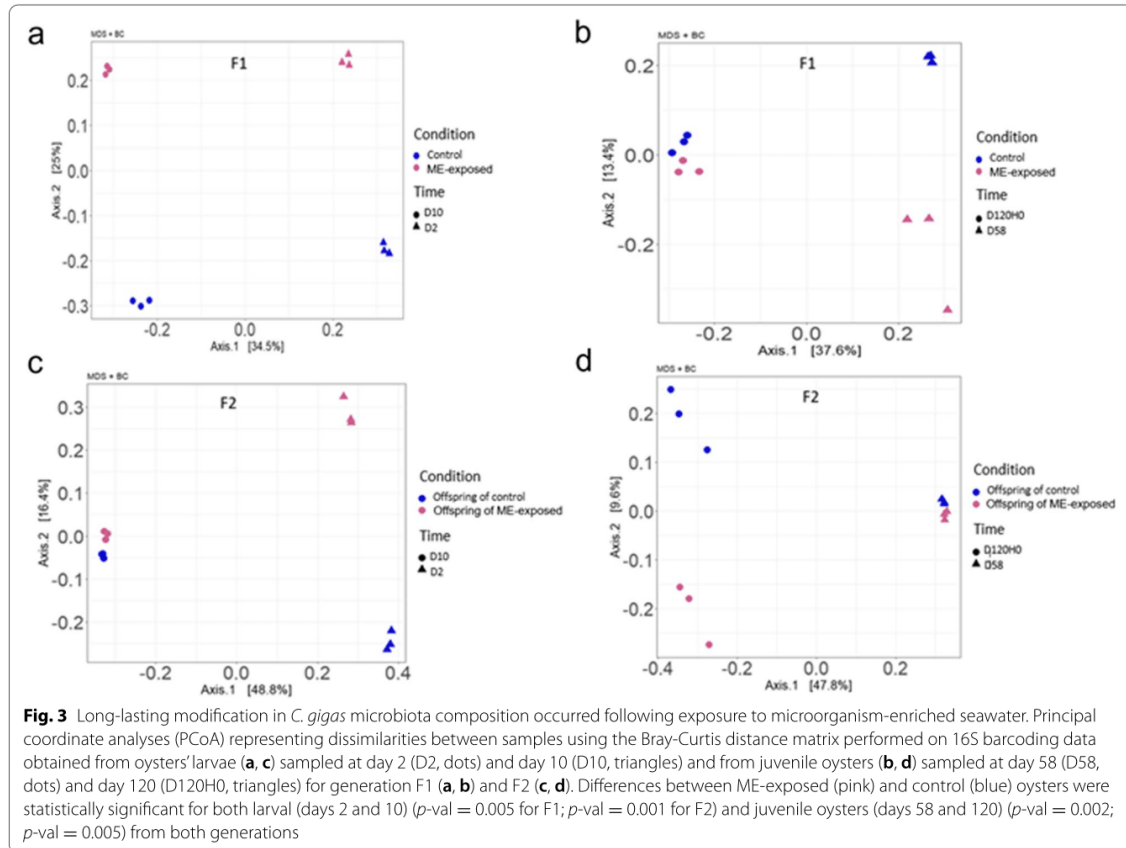 a
MDS + BC
F1
0.2
0.1
0.0
-0.1
-0.2
-0.3
Axis.2 [25%]
-0.2
0.0
0.2
Axis.1 [34.5%]
Condition
Control
ME-exposed
Time
D10
D2
b
MDS + BC
F1
0.2
0.0
-0.2
Axis.2 [13.4%]
-0.2
0.0
0.2
Axis.1 [37.6%]
Condition
Control
ME-exposed
Time
D120H0
D58
c
MDS + BC
F2
0.3
0.2
0.1
0.0
-0.1
-0.2
Axis.2 [16.4%]
-0.2
0.0
0.2
0.4
Axis.1 [48.8%]
Condition
Offspring of control
Offspring of ME-exposed
Time
D10
D2
d
MDS + BC
F2
0.2
0.1
0.0
-0.1
-0.2
Axis.2 [9.6%]
-0.4
-0.2
0.0
0.2
Axis.1 [47.8%]
Condition
Offspring of control
Offspring of ME-exposed
Time
D120H0
D58
Fig. 3 Long-lasting modification in C. gigas microbiota composition occurred following exposure to microorganism-enriched seawater. Principal
coordinate analyses (PCoA) representing dissimilarities between samples using the Bray-Curtis distance matrix performed on 16S barcoding data
obtained from oysters' larvae (a, c) sampled at day 2 (D2, dots) and day 10 (D10, triangles) and from juvenile oysters (b, d) sampled at day 58 (D58,
dots) and day 120 (D120H0, triangles) for generation F1 (a, b) and F2 (c, d). Differences between ME-exposed (pink) and control (blue) oysters were
statistically significant for both larval (days 2 and 10) (p-val = 0.005 for F1; p-val = 0.001 for F2) and juvenile oysters (days 58 and 120) (p-val = 0.002;
p-val = 0.005) from both generations